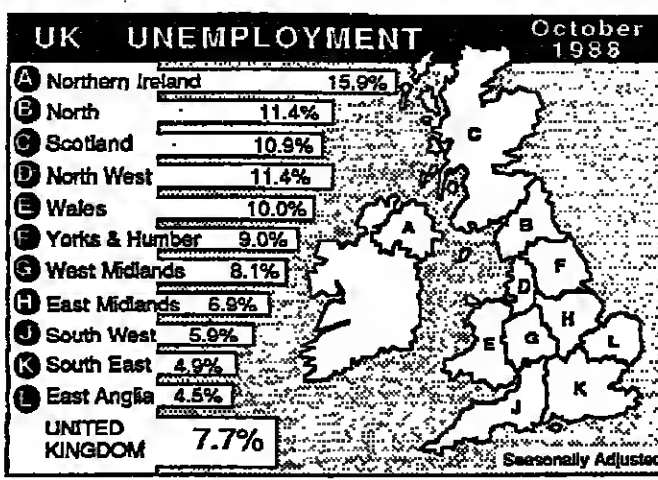 UK UNEMPLOYMENT
October
1988
A Northern Ireland 15.9%
B North 11.4%
C Scotland 10.9%
D North West 11.4%
E Wales 10.0%
F Yorks & Humber 9.0%
G West Midlands 8.1%
H East Midlands 6.9%
J South West 5.9%
K South East 4.9%
L East Anglia 4.5%
UNITED
KINGDOM 7.7%
C
A
B
F
D
H
E
G
L
K
J
Seasonally Adjusted